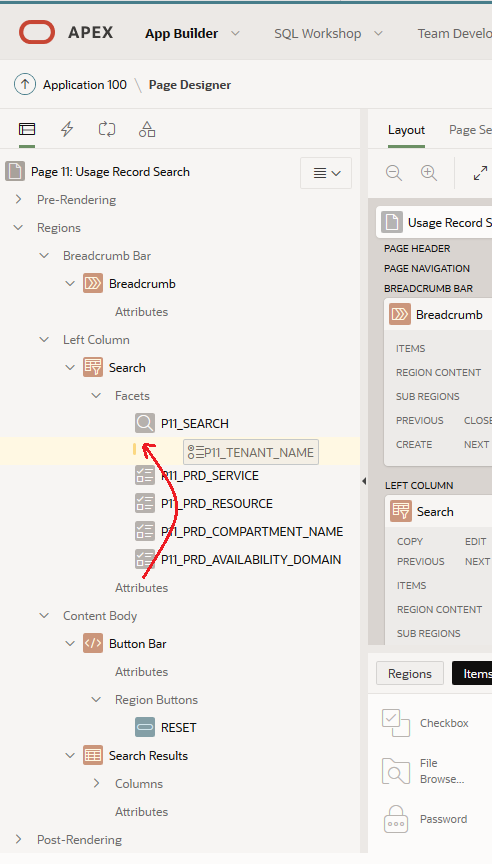 APEX App Builder SQL Workshop Team Develo
Application 100 \ Page Designer
Page 11: Usage Record Search
Pre-Rendering
Regions
Breadcrumb Bar
Breadcrumb
Attributes
Left Column
Search
Facets
P11_SEARCH
P11_TENANT_NAME
P11_PRD_SERVICE
P11_PRD_RESOURCE
P11_PRD_COMPARTMENT_NAME
P11_PRD_AVAILABILITY_DOMAIN
Attributes
Content Body
Button Bar
Attributes
Region Buttons
RESET
Search Results
Columns
Attributes
Post-Rendering
Layout Page Se
Usage Record S
PAGE HEADER
PAGE NAVIGATION
BREADCRUMB BAR
Breadcrumb
ITEMS
REGION CONTENT
SUB REGIONS
PREVIOUS CLOSE
CREATE NEXT
LEFT COLUMN
Search
COPY EDIT
PREVIOUS NEXT
ITEMS
REGION CONTENT
SUB REGIONS
Regions Items
Checkbox
File
Browse...
Password